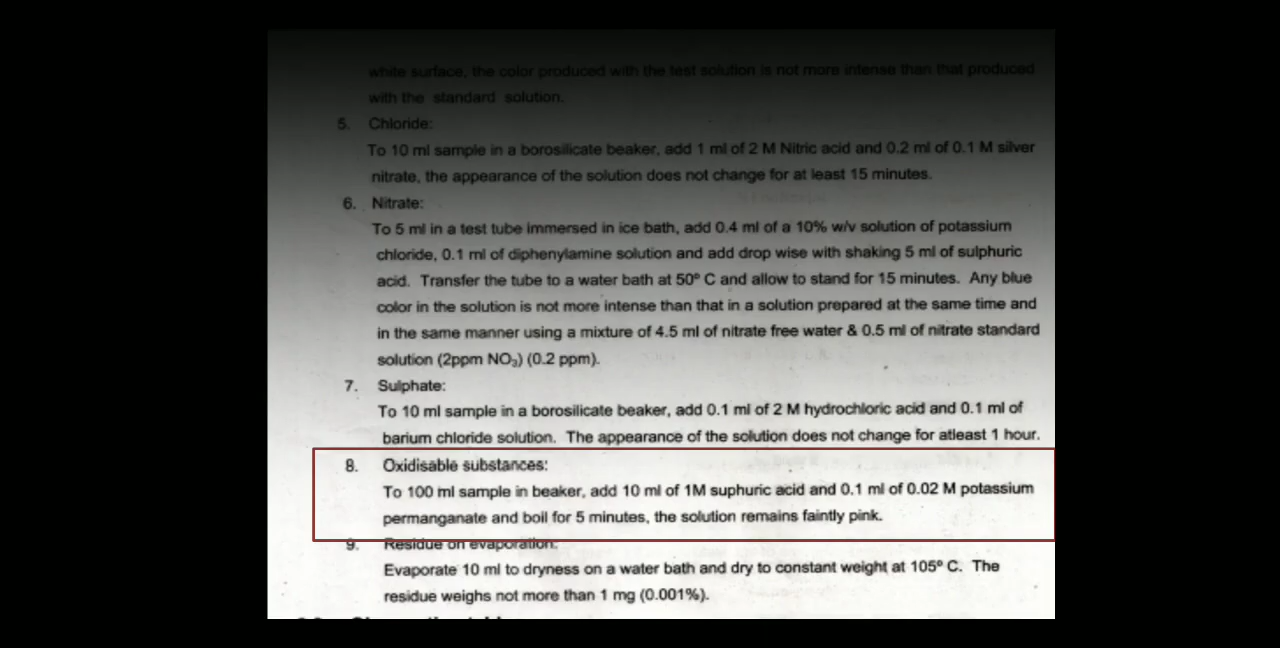 white surface, the color produced with the test solution is not more intense than that produced
with the standard solution.
5. Chloride:
To 10 ml sample in a borosilicate beaker, add 1 ml of 2 M Nitric acid and 0.2 ml of 0.1 M silver
nitrate, the appearance of the solution does not change for at least 15 minutes.
6. Nitrate:
To 5 ml in a test tube immersed in ice bath, add 0.4 ml of a 10% w/v solution of potassium
chloride, 0.1 ml of diphenylamine solution and add drop wise with shaking 5 ml of sulphuric
acid. Transfer the tube to a water bath at 50° C and allow to stand for 15 minutes. Any blue
color in the solution is not more intense than that in a solution prepared at the same time and
in the same manner using a mixture of 4.5 ml of nitrate free water & 0.5 ml of nitrate standard
solution (2ppm NO₃) (0.2 ppm).
7. Sulphate:
To 10 ml sample in a borosilicate beaker, add 0.1 ml of 2 M hydrochloric acid and 0.1 ml of
barium chloride solution. The appearance of the solution does not change for atleast 1 hour.
8. Oxidisable substances:
To 100 ml sample in beaker, add 10 ml of 1M suphuric acid and 0.1 ml of 0.02 M potassium
permanganate and boil for 5 minutes, the solution remains faintly pink.
9. Residue on evaporation:
Evaporate 10 ml to dryness on a water bath and dry to constant weight at 105° C. The
residue weighs not more than 1 mg (0.001%).